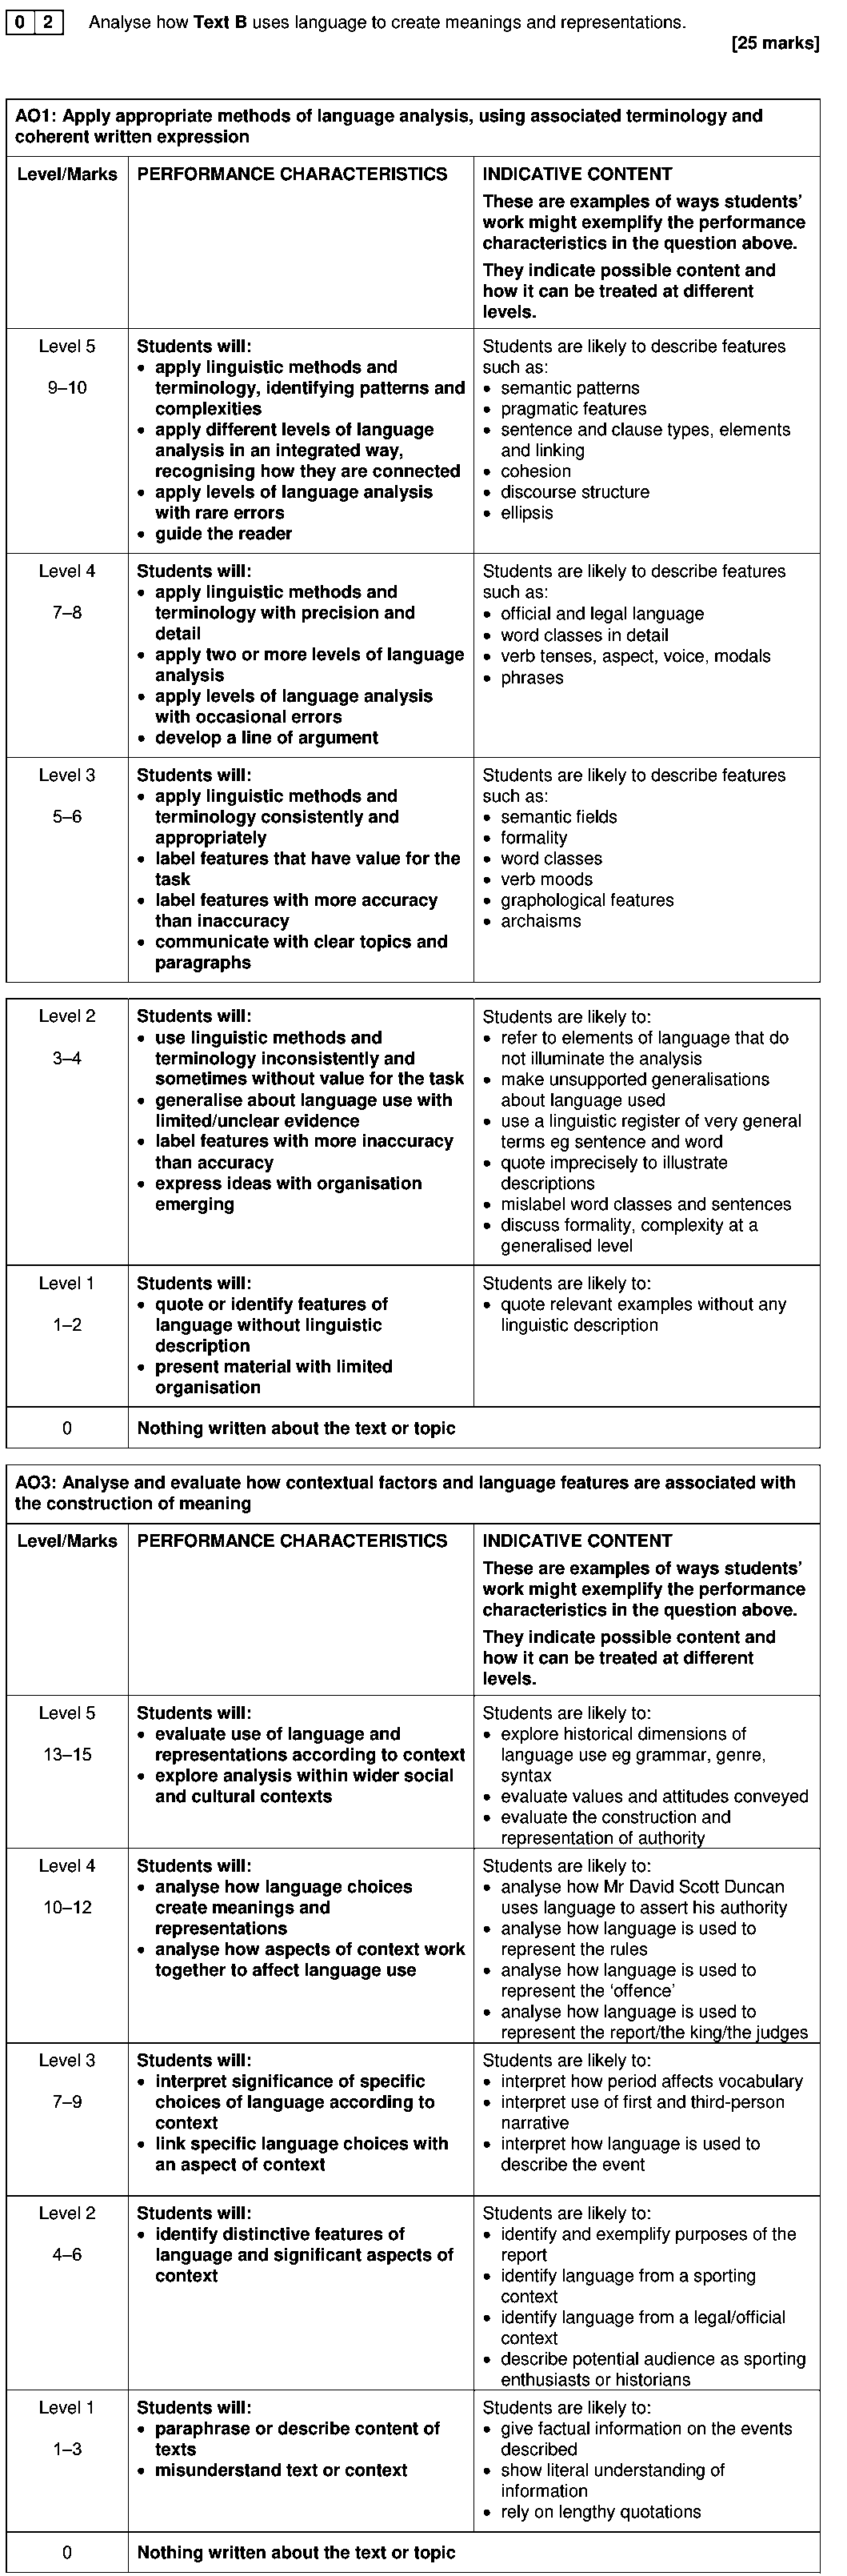 0 2 Analyse how Text B uses language to create meanings and representations.
[25 marks]
AO1: Apply appropriate methods of language analysis, using associated terminology and
coherent written expression
Level/Marks PERFORMANCE CHARACTERISTICS INDICATIVE CONTENT
These are examples of ways students’
work might exemplify the performance
characteristics in the question above.
They indicate possible content and
how it can be treated at different
levels.
Level 5
9–10
Students will:
• apply linguistic methods and
terminology, identifying patterns and
complexities
• apply different levels of language
analysis in an integrated way,
recognising how they are connected
• apply levels of language analysis
with rare errors
• guide the reader
Students are likely to describe features
such as:
• semantic patterns
• pragmatic features
• sentence and clause types, elements
and linking
• cohesion
• discourse structure
• ellipsis
Level 4
7–8
Students will:
• apply linguistic methods and
terminology with precision and
detail
• apply two or more levels of language
analysis
• apply levels of language analysis
with occasional errors
• develop a line of argument
Students are likely to describe features
such as:
• official and legal language
• word classes in detail
• verb tenses, aspect, voice, modals
• phrases
Level 3
5–6
Students will:
• apply linguistic methods and
terminology consistently and
appropriately
• label features that have value for the
task
• label features with more accuracy
than inaccuracy
• communicate with clear topics and
paragraphs
Students are likely to describe features
such as:
• semantic fields
• formality
• word classes
• verb moods
• graphological features
• archaisms
Level 2
3–4
Students will:
• use linguistic methods and
terminology inconsistently and
sometimes without value for the task
• generalise about language use with
limited/unclear evidence
• label features with more inaccuracy
than accuracy
• express ideas with organisation
emerging
Students are likely to:
• refer to elements of language that do
not illuminate the analysis
• make unsupported generalisations
about language used
• use a linguistic register of very general
terms eg sentence and word
• quote imprecisely to illustrate
descriptions
• mislabel word classes and sentences
• discuss formality, complexity at a
generalised level
Level 1
1–2
Students will:
• quote or identify features of
language without linguistic
description
• present material with limited
organisation
Students are likely to:
• quote relevant examples without any
linguistic description
0 Nothing written about the text or topic
AO3: Analyse and evaluate how contextual factors and language features are associated with
the construction of meaning
Level/Marks PERFORMANCE CHARACTERISTICS INDICATIVE CONTENT
These are examples of ways students’
work might exemplify the performance
characteristics in the question above.
They indicate possible content and
how it can be treated at different
levels.
Level 5
13–15
Students will:
• evaluate use of language and
representations according to context
• explore analysis within wider social
and cultural contexts
Students are likely to:
• explore historical dimensions of
language use eg grammar, genre,
syntax
• evaluate values and attitudes conveyed
• evaluate the construction and
representation of authority
Level 4
10–12
Students will:
• analyse how language choices
create meanings and
representations
• analyse how aspects of context work
together to affect language use
Students are likely to:
• analyse how Mr David Scott Duncan
uses language to assert his authority
• analyse how language is used to
represent the rules
• analyse how language is used to
represent the ‘offence’
• analyse how language is used to
represent the report/the king/the judges
Level 3
7–9
Students will:
• interpret significance of specific
choices of language according to
context
• link specific language choices with
an aspect of context
Students are likely to:
• interpret how period affects vocabulary
• interpret use of first and third-person
narrative
• interpret how language is used to
describe the event
Level 2
4–6
Students will:
• identify distinctive features of
language and significant aspects of
context
Students are likely to:
• identify and exemplify purposes of the
report
• identify language from a sporting
context
• identify language from a legal/official
context
• describe potential audience as sporting
enthusiasts or historians
Level 1
1–3
Students will:
• paraphrase or describe content of
texts
• misunderstand text or context
Students are likely to:
• give factual information on the events
described
• show literal understanding of
information
• rely on lengthy quotations
0 Nothing written about the text or topic